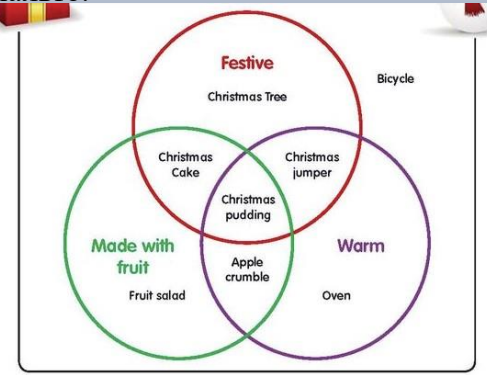 Festive
Christmas Tree
Bicycle
Christmas
Cake
Christmas
jumper
Christmas
pudding
Made with
fruit
Warm
Apple
crumble
Fruit salad
Oven